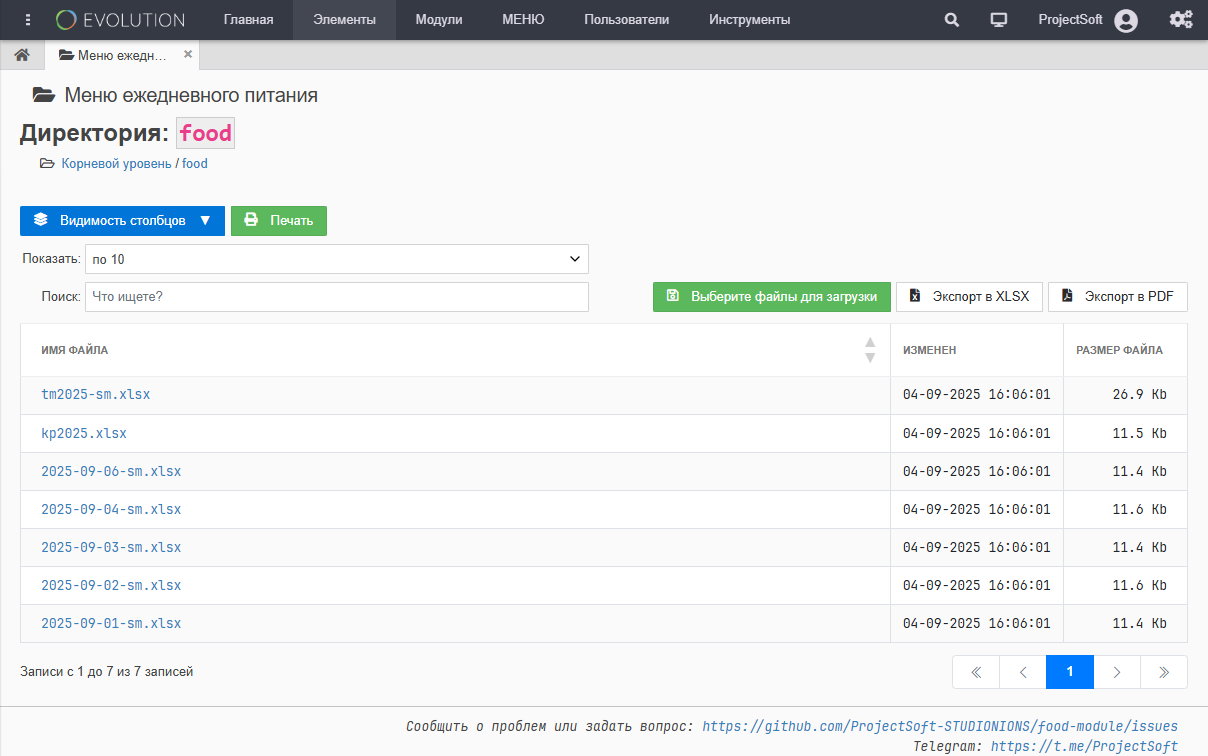 EVOLUTION Главная Элементы Модули МЕНЮ Пользователи Инструменты ProjectSoft
Меню ежедн... ×
Меню ежедневного питания
Директория: food
Корневой уровень / food
Видимость столбцов ▼ Печать
Показать: по 10
Поиск: Что ищете? Выберите файлы для загрузки Экспорт в XLSX Экспорт в PDF
ИМЯ ФАЙЛА ИЗМЕНЕН РАЗМЕР ФАЙЛА
tm2025-sm.xlsx 04-09-2025 16:06:01 26.9 Kb
kp2025.xlsx 04-09-2025 16:06:01 11.5 Kb
2025-09-06-sm.xlsx 04-09-2025 16:06:01 11.4 Kb
2025-09-04-sm.xlsx 04-09-2025 16:06:01 11.6 Kb
2025-09-03-sm.xlsx 04-09-2025 16:06:01 11.4 Kb
2025-09-02-sm.xlsx 04-09-2025 16:06:01 11.6 Kb
2025-09-01-sm.xlsx 04-09-2025 16:06:01 11.4 Kb
Записи с 1 до 7 из 7 записей « ‹ 1 › »
Сообщить о проблем или задать вопрос: https://github.com/ProjectSoft-STUDIONIONS/food-module/issues
Telegram: https://t.me/ProjectSoft